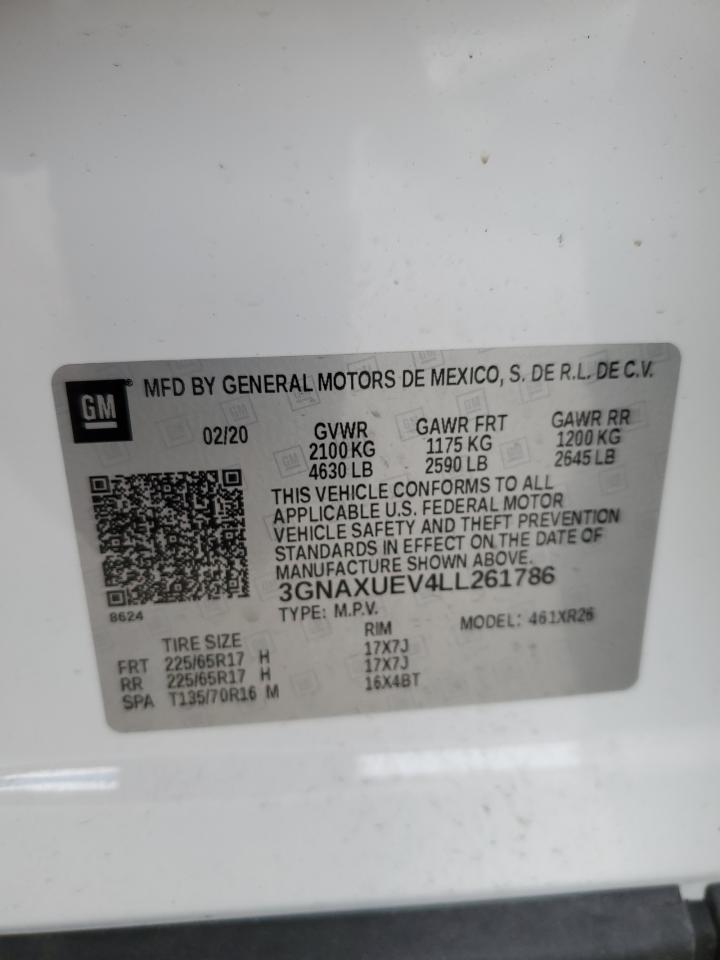 GM
MFD BY GENERAL MOTORS DE MEXICO, S. DE R.L. DE C.V.
02/20 GVWR GAWR FRT GAWR RR
2100 KG 1175 KG 1200 KG
4630 LB 2590 LB 2645 LB
THIS VEHICLE CONFORMS TO ALL
APPLICABLE U.S. FEDERAL MOTOR
VEHICLE SAFETY AND THEFT PREVENTION
STANDARDS IN EFFECT ON THE DATE OF
MANUFACTURE SHOWN ABOVE.
3GNAXUEV4LL261786
8624 TYPE: M.P.V. MODEL: 461XR26
TIRE SIZE RIM
FRT 225/65R17 H 17X7J
RR 225/65R17 H 17X7J
SPA T135/70R16 M 16X4BT